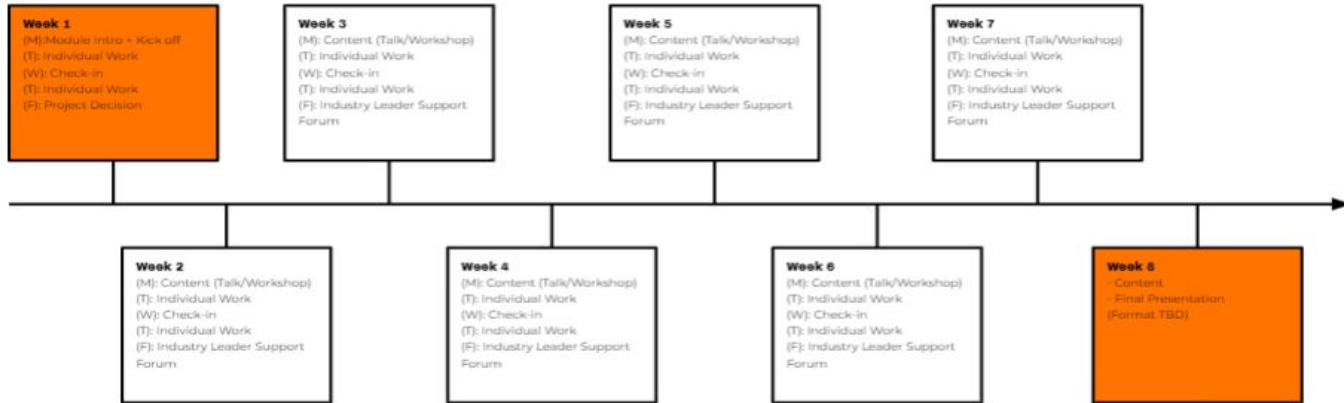 Week 1
(M):Module Intro + Kick off
(T): Individual Work
(W): Check-in
(T): Individual Work
(F): Project Decision
Week 2
(M): Content (Talk/Workshop)
(T): Individual Work
(W): Check-in
(T): Individual Work
(F): Industry Leader Support
Forum
Week 3
(M): Content (Talk/Workshop)
(T): Individual Work
(W): Check-in
(T): Individual Work
(F): Industry Leader Support
Forum
Week 4
(M): Content (Talk/Workshop)
(T): Individual Work
(W): Check-in
(T): Individual Work
(F): Industry Leader Support
Forum
Week 5
(M): Content (Talk/Workshop)
(T): Individual Work
(W): Check-in
(T): Individual Work
(F): Industry Leader Support
Forum
Week 6
(M): Content (Talk/Workshop)
(T): Individual Work
(W): Check-in
(T): Individual Work
(F): Industry Leader Support
Forum
Week 7
(M): Content (Talk/Workshop)
(T): Individual Work
(W): Check-in
(T): Individual Work
(F): Industry Leader Support
Forum
Week 8
- Content
- Final Presentation
(Format TBD)